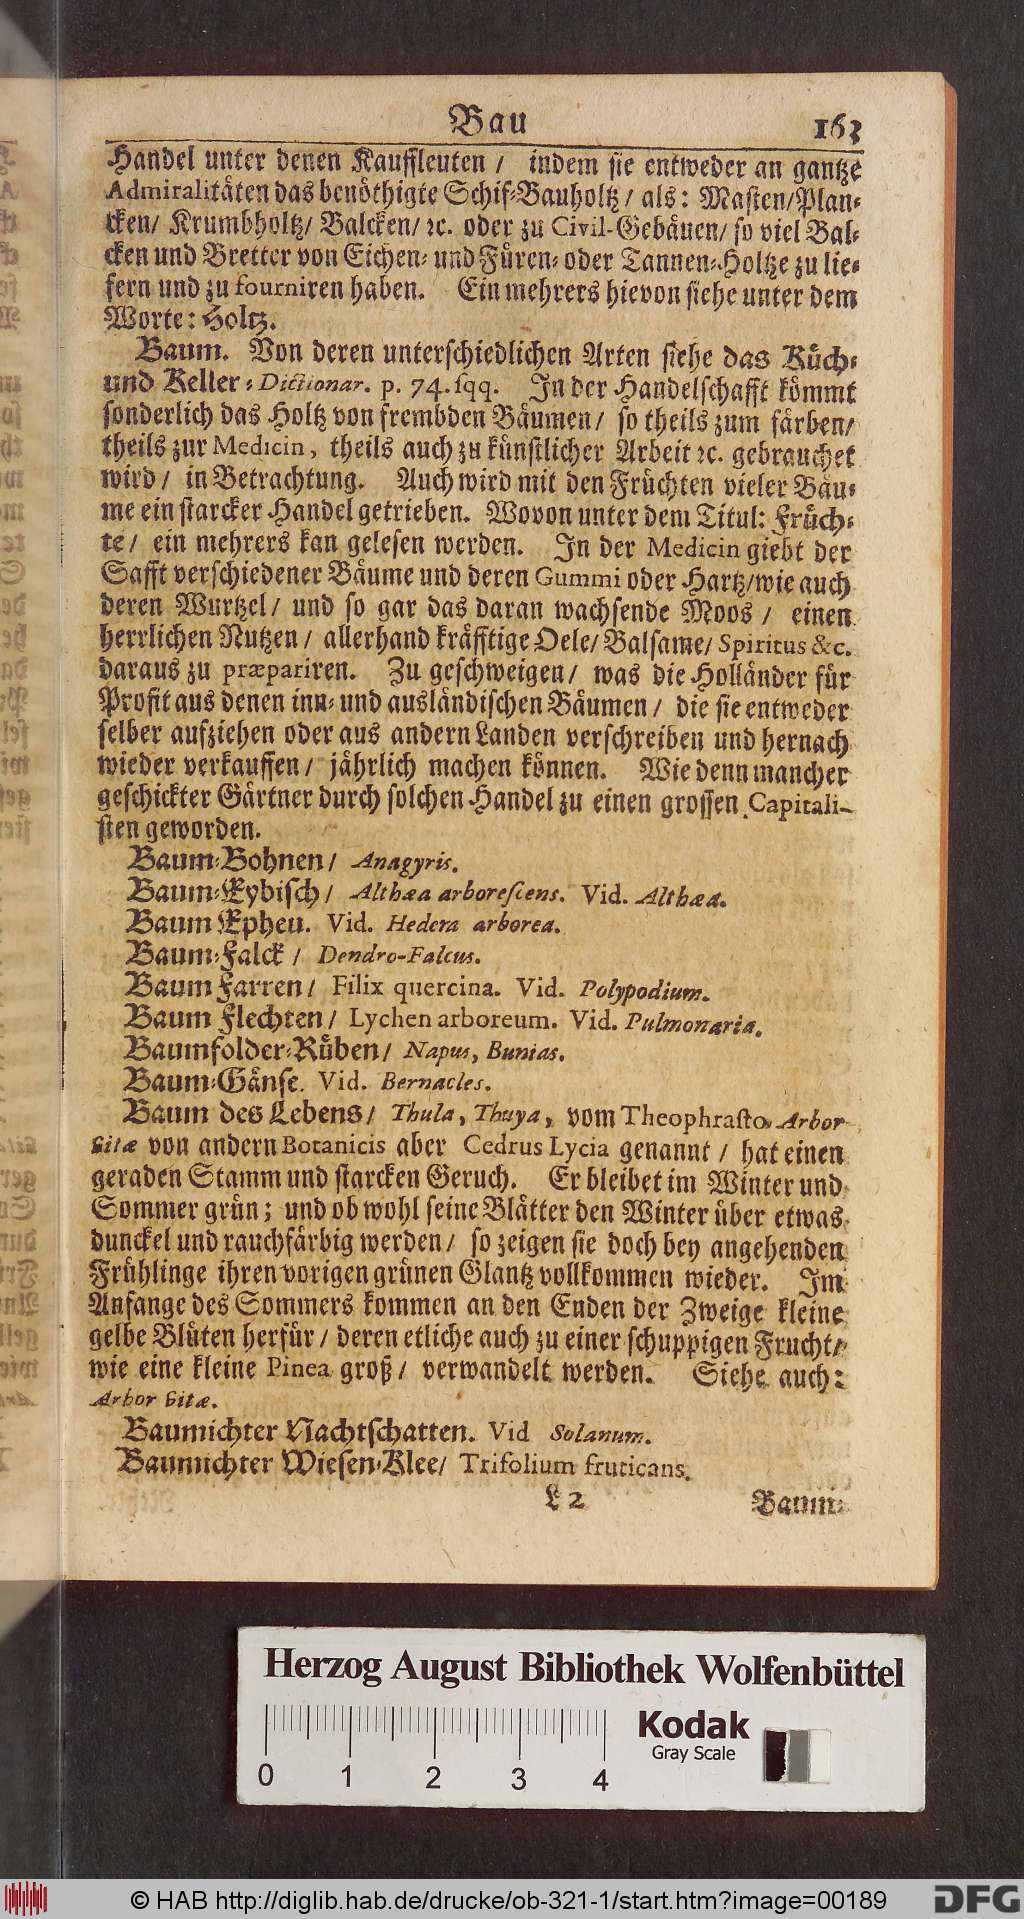 Bau 163
Handel unter denen Kauffleuten / indem sie entweder an gantze
Admiralitäten das benöthigte Schif-Bauholtz / als: Masten/Plan-
cken/ Krumbholtz/ Balcken/ ꝛc. oder zu Civil-Gebäuen/ so viel Bal-
cken und Bretter von Eichen- und Füren- oder Tannen-Holtze zu lie-
fern und zu fourniren haben. Ein mehrers hievon siehe unter dem
Worte: Holtz.
Baum. Von deren unterschiedlichen Arten siehe das Küch-
und Keller-Dictionar. p. 74. sqq. In der Handelschafft kömmt
sonderlich das Holtz von frembden Bäumen / so theils zum färben/
theils zur Medicin, theils auch zu künstlicher Arbeit ꝛc. gebrauchet
wird / in Betrachtung. Auch wird mit den Früchten vieler Bäu-
me ein starcker Handel getrieben. Wovon unter dem Titul: Früch-
te / ein mehrers kan gelesen werden. In der Medicin giebt der
Safft verschiedener Bäume und deren Gummi oder Hartz/wie auch
deren Wurtzel / und so gar das daran wachsende Moos / einen
herrlichen Nutzen / allerhand kräfftige Oele/ Balsame/ Spiritus &c.
daraus zu præpariren. Zu geschweigen / was die Holländer für
Profit aus denen inn- und ausländischen Bäumen / die sie entweder
selber aufziehen oder aus andern Landen verschreiben und hernach
wieder verkauffen / jährlich machen können. Wie denn mancher
geschickter Gärtner durch solchen Handel zu einen grossen Capitali-
sten geworden.
Baum-Bohnen / Anagyris.
Baum-Eybisch / Althæa arborescens. Vid. Althæa.
Baum Epheu. Vid. Hedera arborea.
Baum-Falck / Dendro-Falcus.
Baum Farren / Filix quercina. Vid. Polypodium.
Baum Flechten / Lychen arboreum. Vid. Pulmonaria.
Baumfolder-Rüben / Napus, Bunias.
Baum-Gänse. Vid. Bernacles.
Baum des Lebens / Thula, Thuya, vom Theophrasto Arbor
Vitæ von andern Botanicis aber Cedrus Lycia genannt / hat einen
geraden Stamm und starcken Geruch. Er bleibet im Winter und
Sommer grün; und ob wohl seine Blätter den Winter über etwas
dunckel und rauchfärbig werden / so zeigen sie doch bey angehenden
Frühlinge ihren vorigen grünen Glantz vollkommen wieder. Im
Anfange des Sommers kommen an den Enden der Zweige kleine
gelbe Blüten herfür / deren etliche auch zu einer schuppigen Frucht/
wie eine kleine Pinea groß / verwandelt werden. Siehe auch:
Arbor Vitæ.
Baumichter Nachtschatten. Vid Solanum.
Baumichter Wiesen-Klee/ Trifolium fruticans.
L 2 Baum-
Herzog August Bibliothek Wolfenbüttel
Kodak
Gray Scale
0 1 2 3 4
© HAB http://diglib.hab.de/drucke/ob-321-1/start.htm?image=00189
DFG